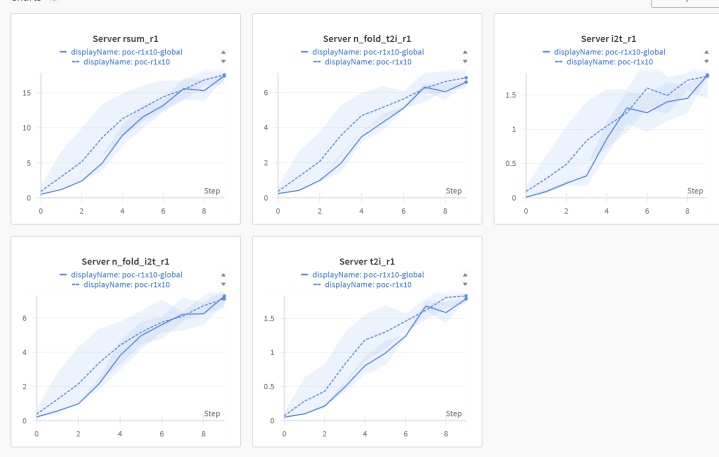 Server rsum_r1
displayName: poc-r1x10-global
displayName: poc-r1x10
15
10
5
0
0 2 4 6 8
Step
Server n_fold_t2i_r1
displayName: poc-r1x10-global
displayName: poc-r1x10
6
4
2
0
0 2 4 6 8
Step
Server i2t_r1
displayName: poc-r1x10-global
displayName: poc-r1x10
1.5
1
0.5
0
0 2 4 6 8
Step
Server n_fold_i2t_r1
displayName: poc-r1x10-global
displayName: poc-r1x10
6
4
2
0
0 2 4 6 8
Step
Server t2i_r1
displayName: poc-r1x10-global
displayName: poc-r1x10
1.5
1
0.5
0
0 2 4 6 8
Step